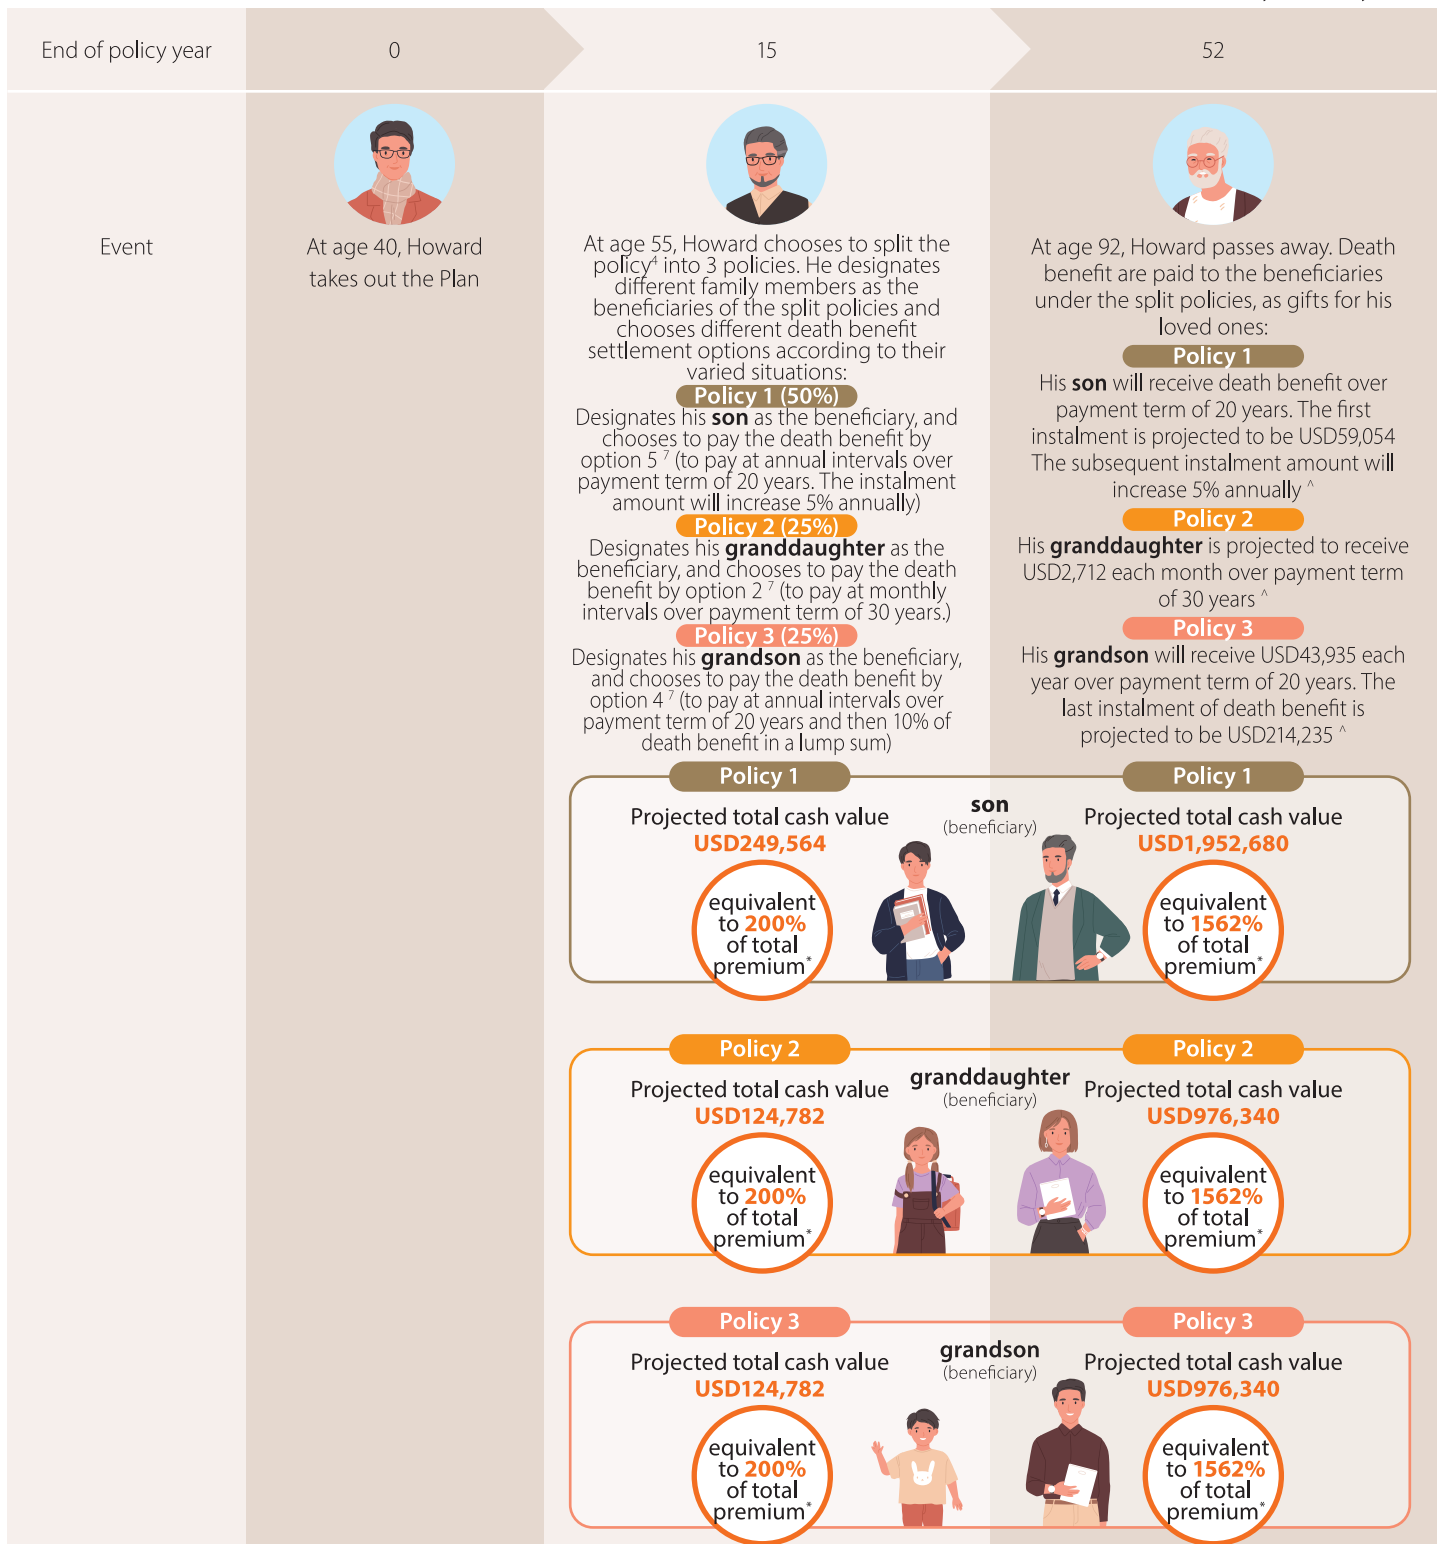 End of policy year
0
15
52
Event
At age 40, Howard
takes out the Plan
At age 55, Howard chooses to split the
policy4 into 3 policies. He designates
different family members as the
beneficiaries of the split policies and
chooses different death benefit
settlement options according to their
varied situations:
Policy 1 (50%)
Designates his son as the beneficiary, and
chooses to pay the death benefit by
option 5 7 (to pay at annual intervals over
payment term of 20 years. The instalment
amount will increase 5% annually)
Policy 2 (25%)
Designates his granddaughter as the
beneficiary, and chooses to pay the death
benefit by option 2 7 (to pay at monthly
intervals over payment term of 30 years.)
Policy 3 (25%)
Designates his grandson as the beneficiary,
and chooses to pay the death benefit by
option 4 7 (to pay at annual intervals over
payment term of 20 years and then 10% of
death benefit in a lump sum)
At age 92, Howard passes away. Death
benefit are paid to the beneficiaries
under the split policies, as gifts for his
loved ones:
Policy 1
His son will receive death benefit over
payment term of 20 years. The first
instalment is projected to be USD59,054
The subsequent instalment amount will
increase 5% annually ^
Policy 2
His granddaughter is projected to receive
USD2,712 each month over payment term
of 30 years ^
Policy 3
His grandson will receive USD43,935 each
year over payment term of 20 years. The
last instalment of death benefit is
projected to be USD214,235 ^
Policy 1
Projected total cash value
USD249,564
equivalent
to 200%
of total
premium*
son
(beneficiary)
Policy 1
Projected total cash value
USD1,952,680
equivalent
to 1562%
of total
premium*
Policy 2
Projected total cash value
USD124,782
equivalent
to 200%
of total
premium*
granddaughter
(beneficiary)
Policy 2
Projected total cash value
USD976,340
equivalent
to 1562%
of total
premium*
Policy 3
Projected total cash value
USD124,782
equivalent
to 200%
of total
premium*
grandson
(beneficiary)
Policy 3
Projected total cash value
USD976,340
equivalent
to 1562%
of total
premium*